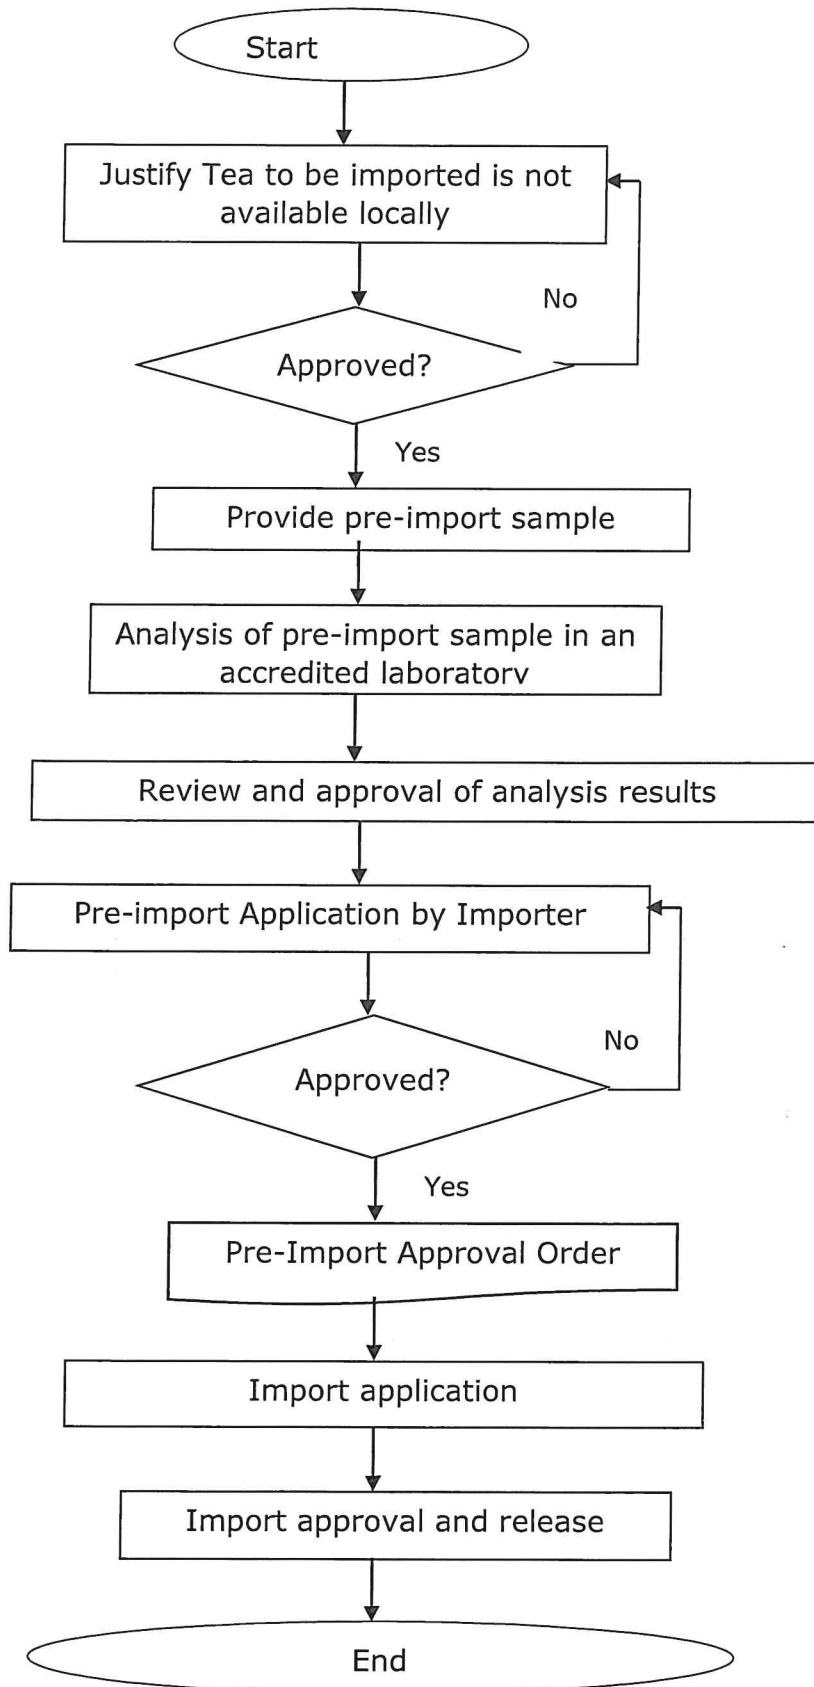 Start
Justify Tea to be imported is not
available locally
No
Approved?
Yes
Provide pre-import sample
Analysis of pre-import sample in an
accredited laboratory
Review and approval of analysis results
Pre-import Application by Importer
No
Approved?
Yes
Pre-Import Approval Order
Import application
Import approval and release
End